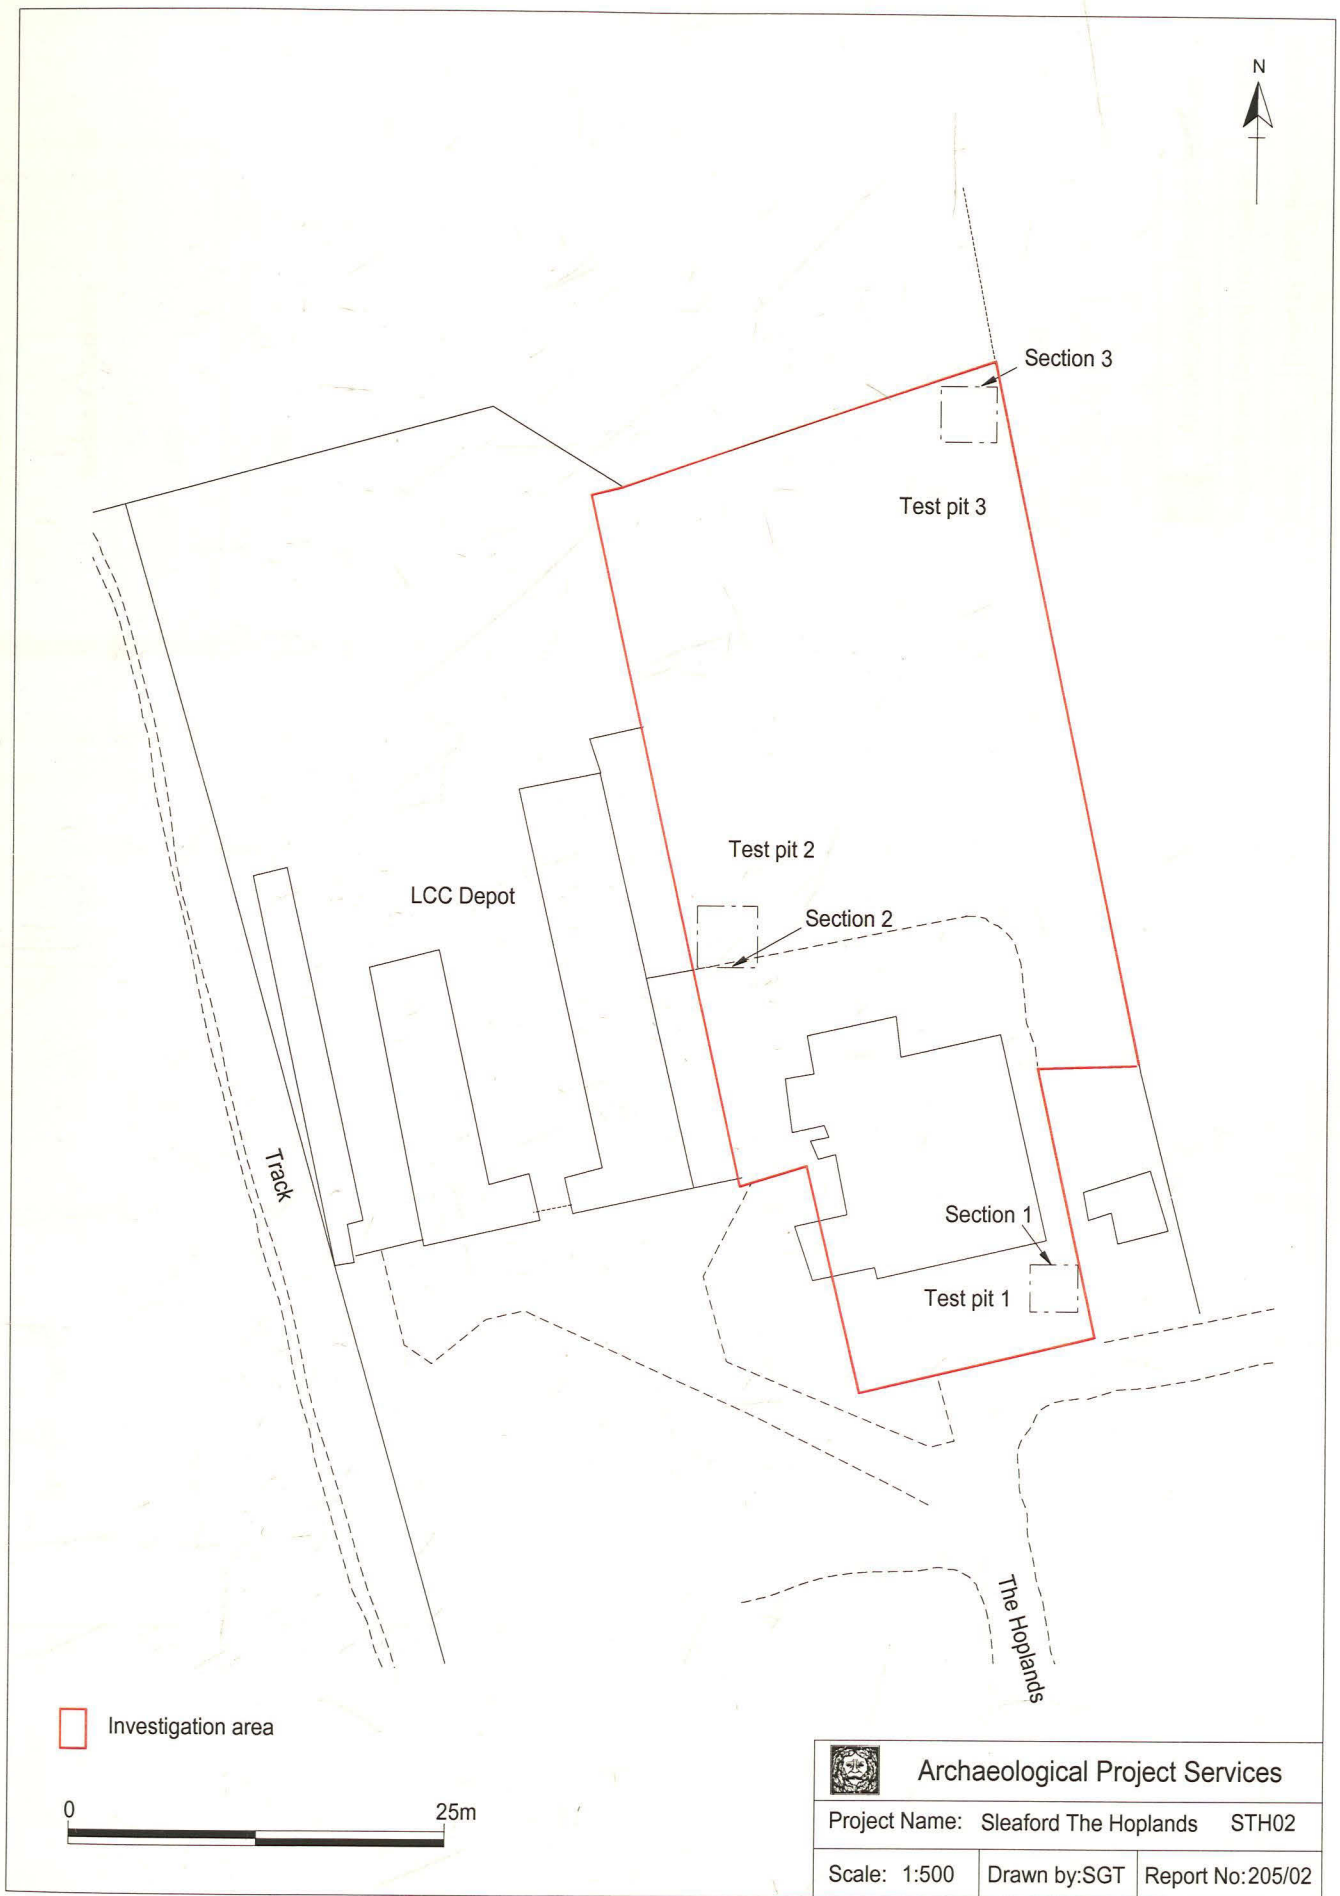 N
Section 3
Test pit 3
Test pit 2
LCC Depot
Section 2
Track
Section 1
Test pit 1
The Hoplands
Investigation area
0 25m
Archaeological Project Services
Project Name: Sleaford The Hoplands STH02
Scale: 1:500 Drawn by:SGT Report No:205/02